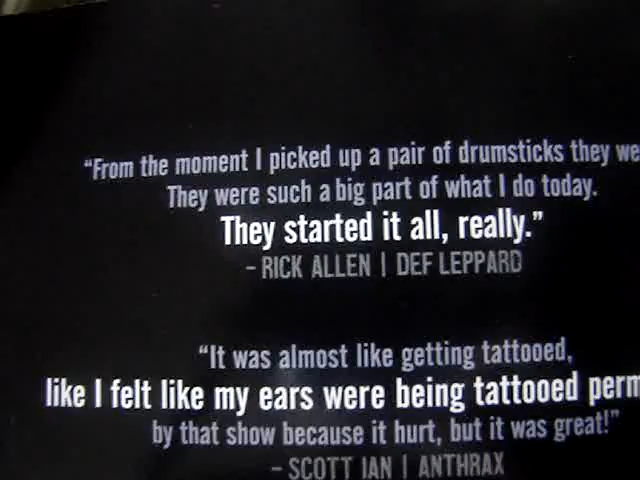 "From the moment I picked up a pair of drumsticks they we
They were such a big part of what I do today.
They started it all, really."
- RICK ALLEN | DEF LEPPARD
"It was almost like getting tattooed,
like I felt like my ears were being tattooed perm
by that show because it hurt, but it was great!"
- SCOTT IAN | ANTHRAX